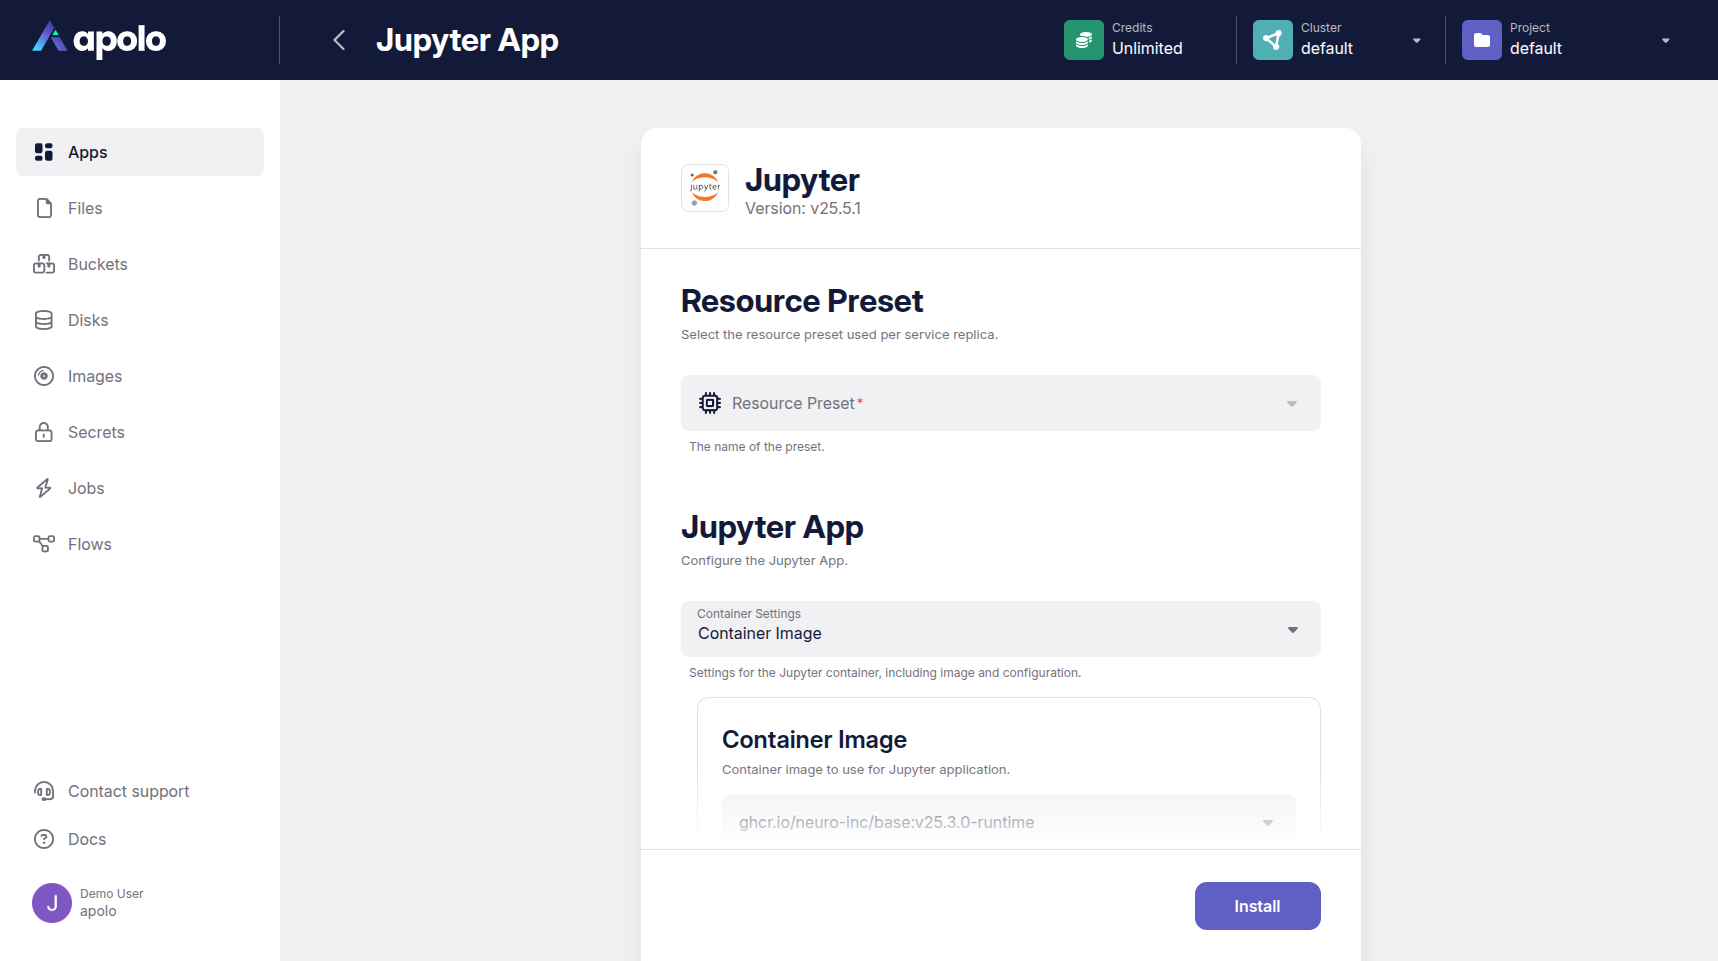 apolo
Jupyter App
Credits
Unlimited
Cluster
default
Project
default
Apps
Files
Buckets
Disks
Images
Secrets
Jobs
Flows
Contact support
Docs
J
Demo User
apolo
jupyter
Jupyter
Version: v25.5.1
Resource Preset
Select the resource preset used per service replica.
Resource Preset*
The name of the preset.
Jupyter App
Configure the Jupyter App.
Container Settings
Container Image
Settings for the Jupyter container, including image and configuration.
Container Image
Container image to use for Jupyter application.
ghcr.io/neuro-inc/base:v25.3.0-runtime
Install